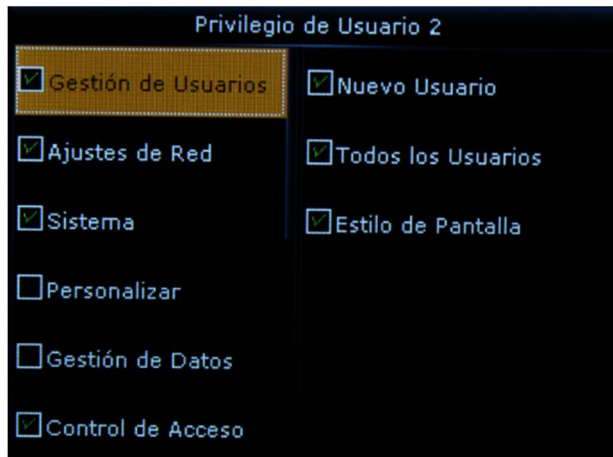 Privilegio de Usuario 2
Gestión de Usuarios
Ajustes de Red
Sistema
Personalizar
Gestión de Datos
Control de Acceso
Nuevo Usuario
Todos los Usuarios
Estilo de Pantalla